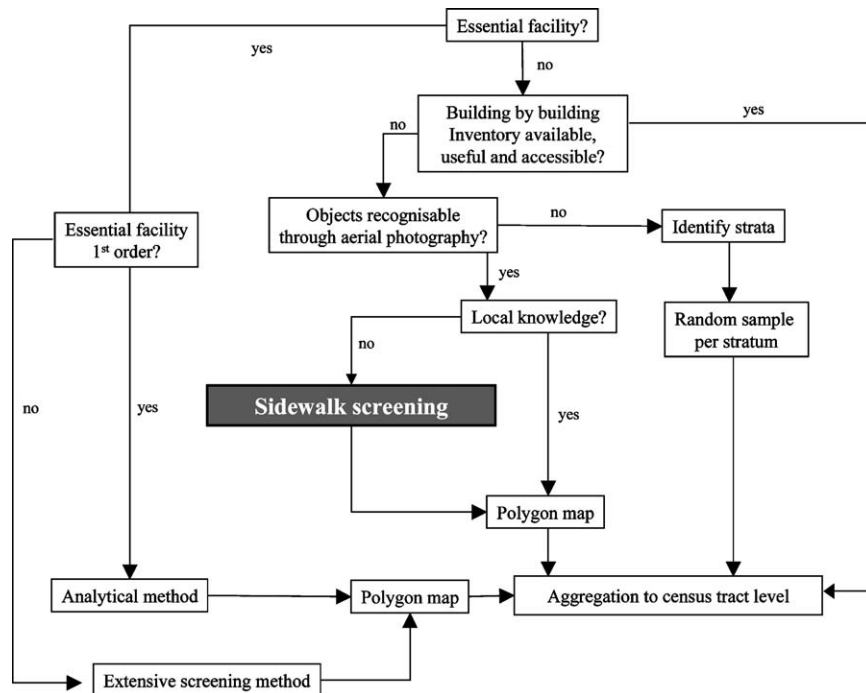 Essential facility?
yes
no
Building by building
Inventory available,
useful and accessible?
yes
no
Objects recognisable
through aerial photography?
no
Identify strata
Essential facility
1st order?
yes
Local knowledge?
Random sample
per stratum
no
Sidewalk screening
no
yes
yes
Polygon map
Analytical method
Polygon map
Aggregation to census tract level
Extensive screening method